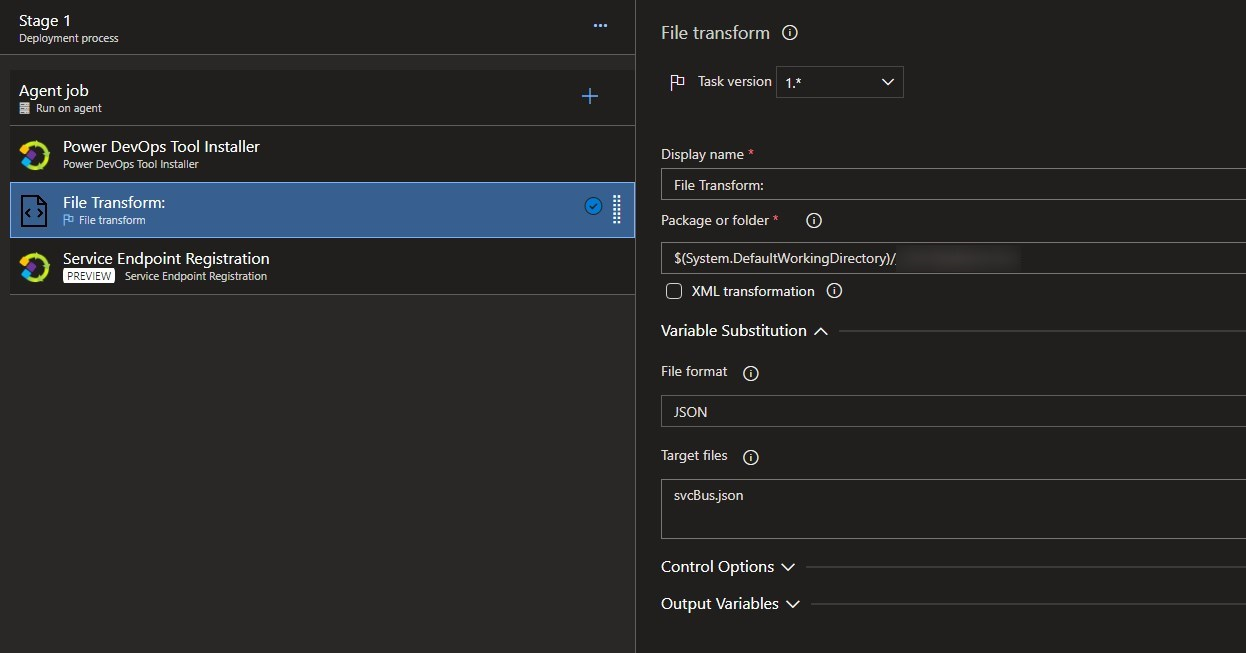 Stage 1
Deployment process
Agent job
Run on agent
Power DevOps Tool Installer
Power DevOps Tool Installer
File Transform:
File transform
Service Endpoint Registration
PREVIEW Service Endpoint Registration
File transform
Task version 1.*
Display name *
File Transform:
Package or folder *
$(System.DefaultWorkingDirectory)/
XML transformation
Variable Substitution
File format
JSON
Target files
svcBus.json
Control Options
Output Variables